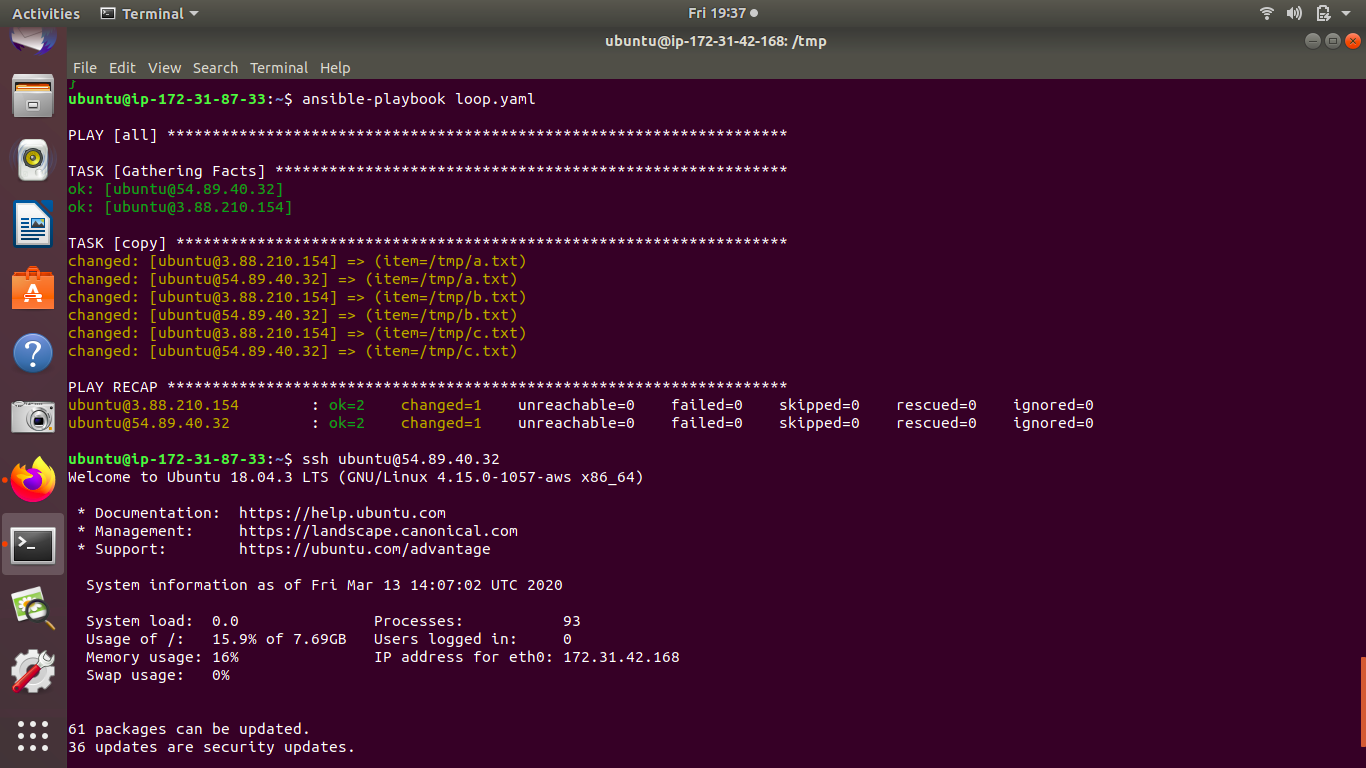 Activities Terminal Fri 19:37
ubuntu@ip-172-31-42-168: /tmp
File Edit View Search Terminal Help
}
ubuntu@ip-172-31-87-33:~$ ansible-playbook loop.yaml
PLAY [all] *********************************************************************
TASK [Gathering Facts] *********************************************************
ok: [ubuntu@54.89.40.32]
ok: [ubuntu@3.88.210.154]
TASK [copy] ********************************************************************
changed: [ubuntu@3.88.210.154] => (item=/tmp/a.txt)
changed: [ubuntu@54.89.40.32] => (item=/tmp/a.txt)
changed: [ubuntu@3.88.210.154] => (item=/tmp/b.txt)
changed: [ubuntu@54.89.40.32] => (item=/tmp/b.txt)
changed: [ubuntu@3.88.210.154] => (item=/tmp/c.txt)
changed: [ubuntu@54.89.40.32] => (item=/tmp/c.txt)
PLAY RECAP *********************************************************************
ubuntu@3.88.210.154        : ok=2    changed=1    unreachable=0    failed=0    skipped=0    rescued=0    ignored=0
ubuntu@54.89.40.32         : ok=2    changed=1    unreachable=0    failed=0    skipped=0    rescued=0    ignored=0
ubuntu@ip-172-31-87-33:~$ ssh ubuntu@54.89.40.32
Welcome to Ubuntu 18.04.3 LTS (GNU/Linux 4.15.0-1057-aws x86_64)
 * Documentation:  https://help.ubuntu.com
 * Management:     https://landscape.canonical.com
 * Support:        https://ubuntu.com/advantage
  System information as of Fri Mar 13 14:07:02 UTC 2020
  System load:  0.0               Processes:           93
  Usage of /:   15.9% of 7.69GB   Users logged in:     0
  Memory usage: 16%               IP address for eth0: 172.31.42.168
  Swap usage:   0%
61 packages can be updated.
36 updates are security updates.